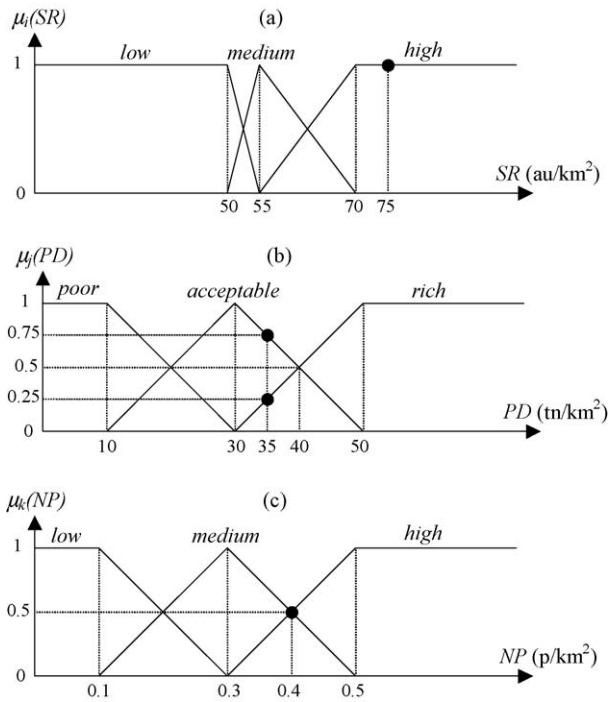 μi(SR) (a)
low medium high
1
0
50 55 70 75
SR (au/km²)
μj(PD) (b)
poor acceptable rich
1
0.75
0.5
0.25
0
10 30 35 40 50
PD (tn/km²)
μk(NP) (c)
low medium high
1
0.5
0
0.1 0.3 0.4 0.5
NP (p/km²)